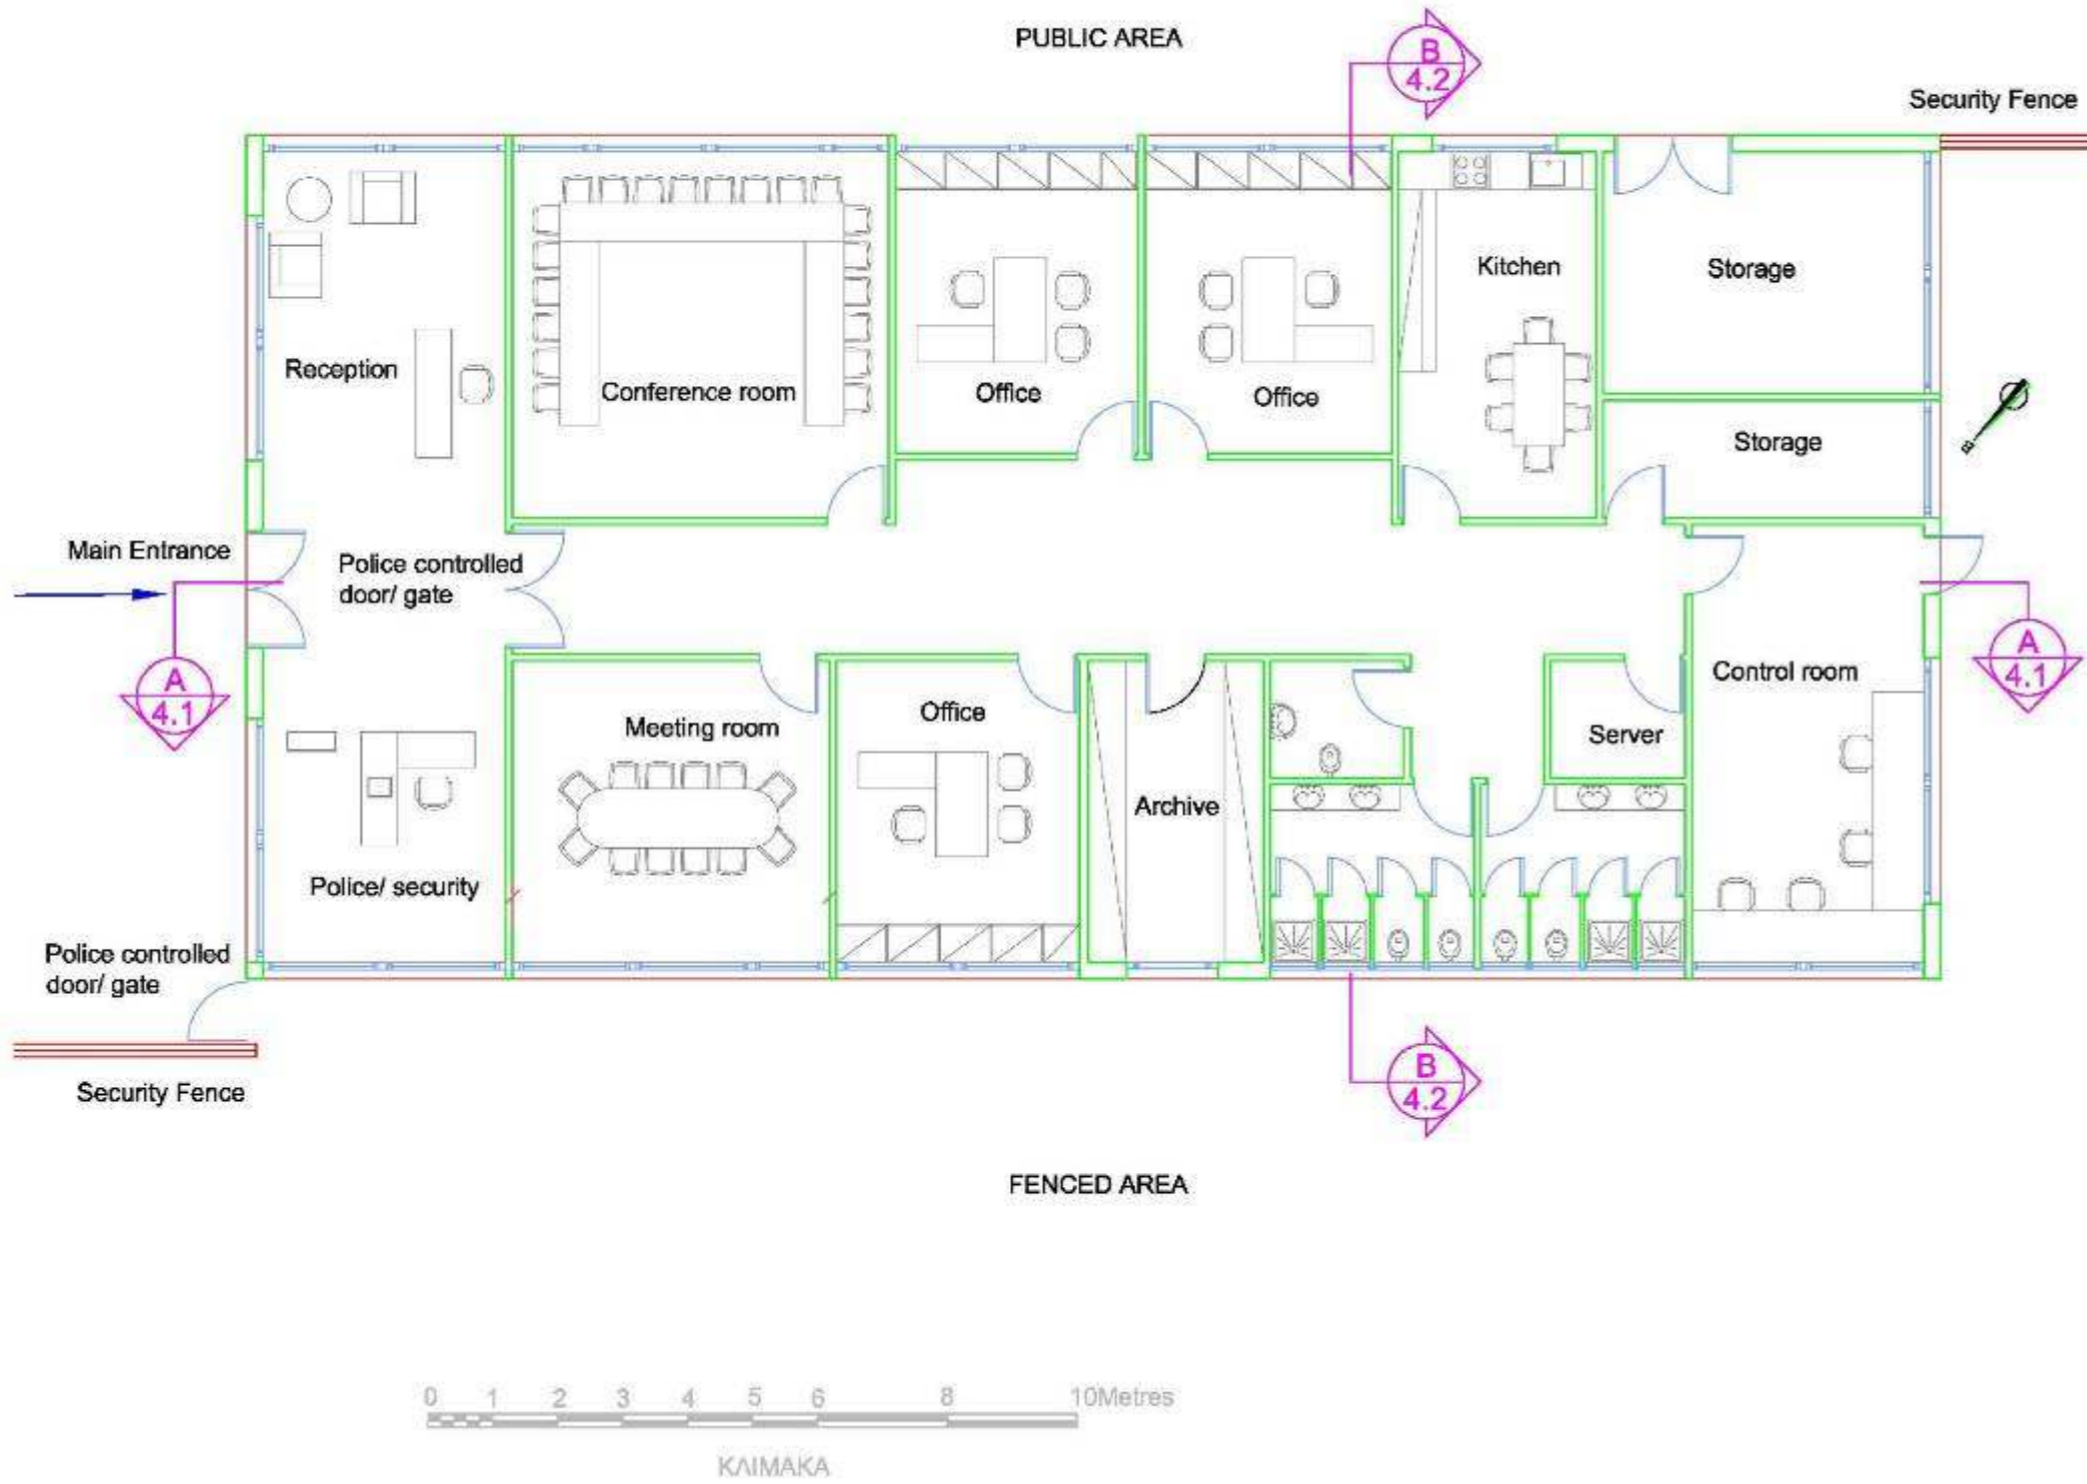 PUBLIC AREA
B
4.2
Security Fence
Reception
Conference room
Office
Office
Kitchen
Storage
Storage
B
Main Entrance
Police controlled
door/ gate
A
4.1
A
4.1
Meeting room
Office
Archive
Server
Control room
Police/ security
Police controlled
door/ gate
Security Fence
B
4.2
FENCED AREA
0 1 2 3 4 5 6 8 10Metres
ΚΛΙΜΑΚΑ